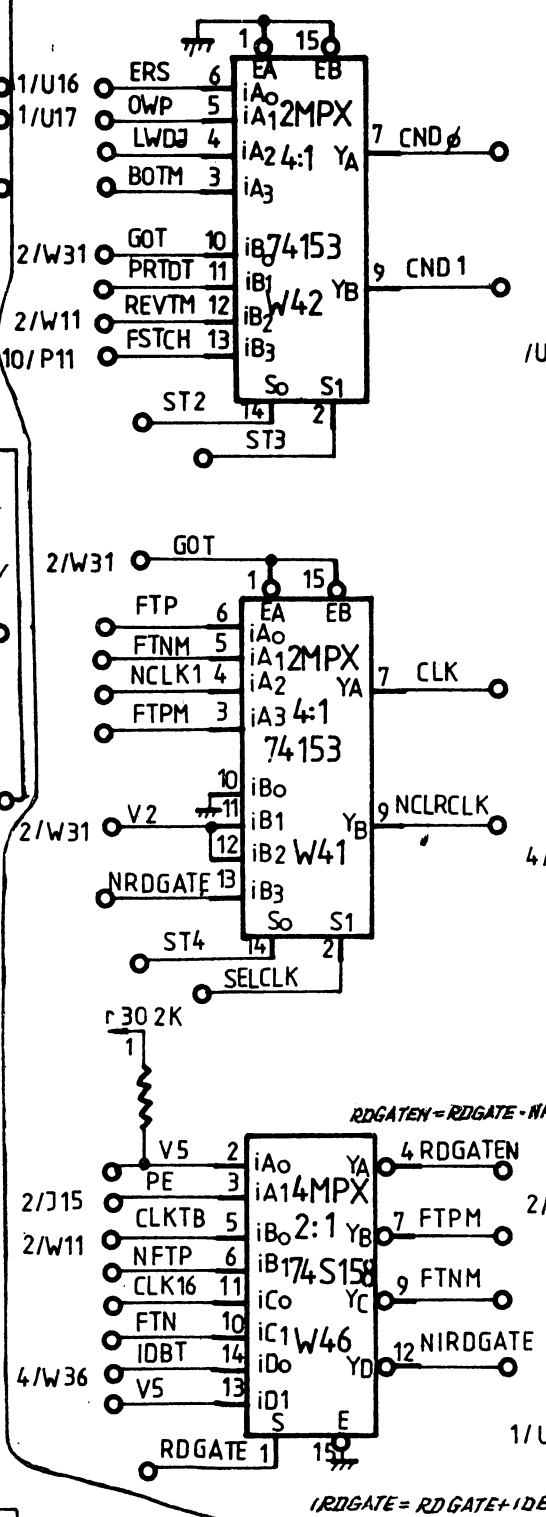 1 15
EA EB
1/U16 ERS 6 iA0
1/U17 OWP 5 iA1 2MPX
LWDJ 4 iA2 4:1 YA 7 CNDφ
BOTM 3 iA3
2/W31 GOT 10 iB0 74153
PRTDT 11 iB1 YB 9 CND1
2/W11 REVTM 12 iB2 W42
10/P11 FSTCH 13 iB3
S0 S1
ST2 14 2
ST3
/U
2/W31 GOT
1 15
EA EB
FTP 6 iA0
FTNM 5 iA1 2MPX
NCLK1 4 iA2 YA 7 CLK
FTPM 3 iA3 4:1
74153
10 iB0
2/W31 V2 11 iB1 YB 9 NCLRCLK
12 iB2 W41
4/
NRDGATE 13 iB3
S0 S1
ST4 14 2
SELCLK
r30 2K
1
RDGATEN=RDGATE·
V5 2 iA0 YA 4 RDGATEN
2/J15 PE 3 iA1 4MPX
2/
2/W11 CLKTB 5 iB0 2:1 YB 7 FTPM
NFTP 6 iB1 74S158
CLK16 11 iC0 YC 9 FTNM
FTN 10 iC1 W46
4/W36 IDBT 14 iD0 YD 12 NIRDGATE
V5 13 iD1
S E
RDGATE 1 15
1/U
IRDGATE=RDGATE+IDB